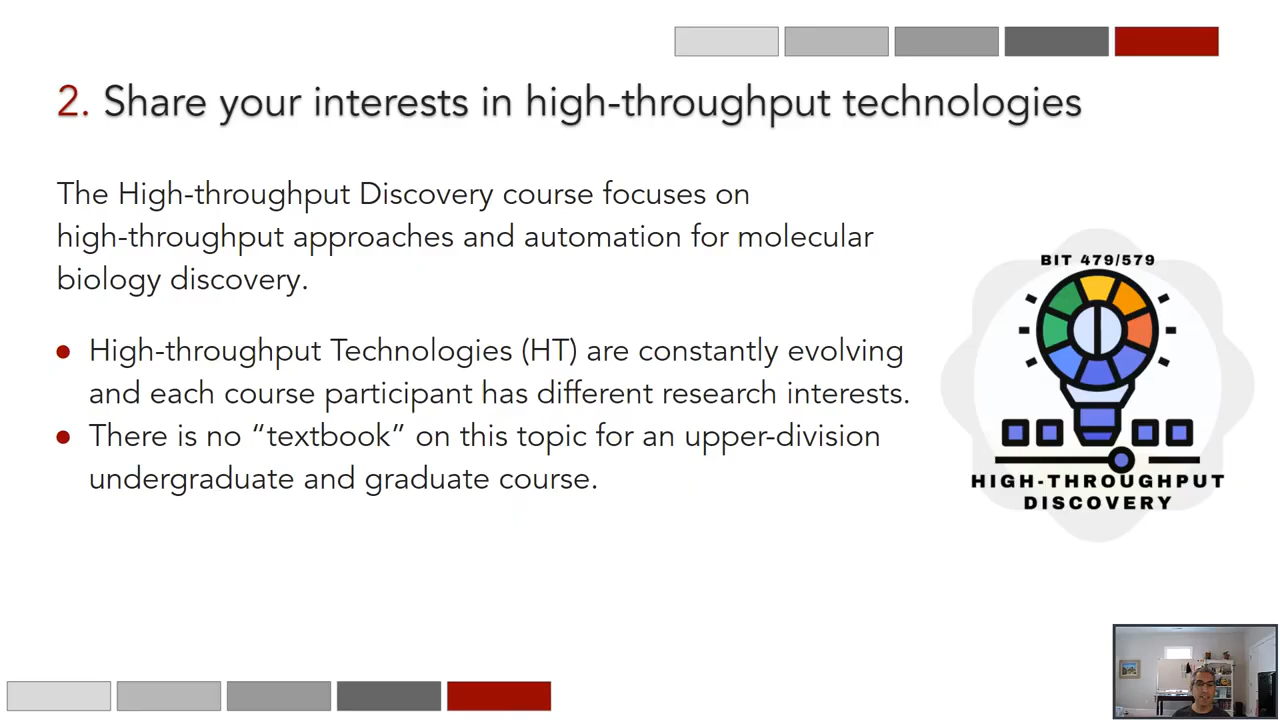 2. Share your interests in high-throughput technologies
The High-throughput Discovery course focuses on
high-throughput approaches and automation for molecular
biology discovery.
● High-throughput Technologies (HT) are constantly evolving
and each course participant has different research interests.
● There is no “textbook” on this topic for an upper-division
undergraduate and graduate course.
BIT 479/579
HIGH-THROUGHPUT
DISCOVERY